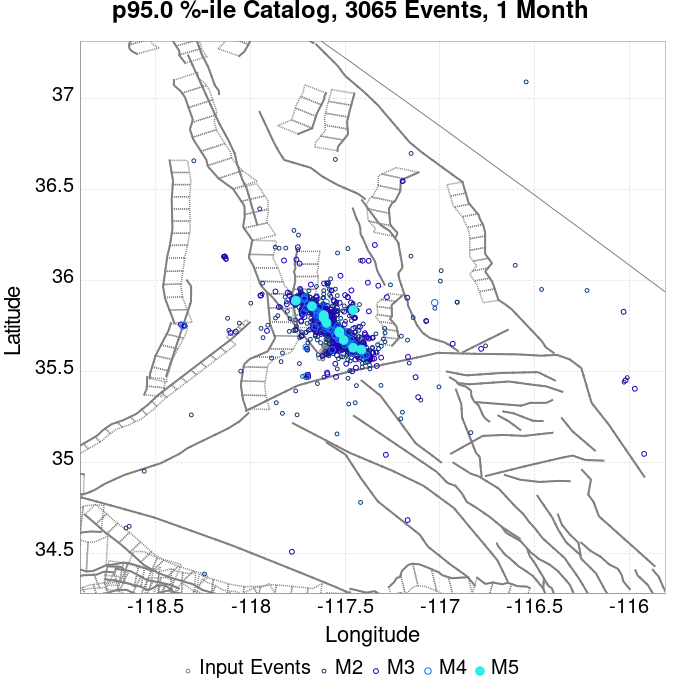 p95.0 %-ile Catalog, 3065 Events, 1 Month
37
36.5
36
35.5
35
34.5
Latitude
-118.5 -118 -117.5 -117 -116.5 -116
Longitude
Input Events M2 M3 M4 M5